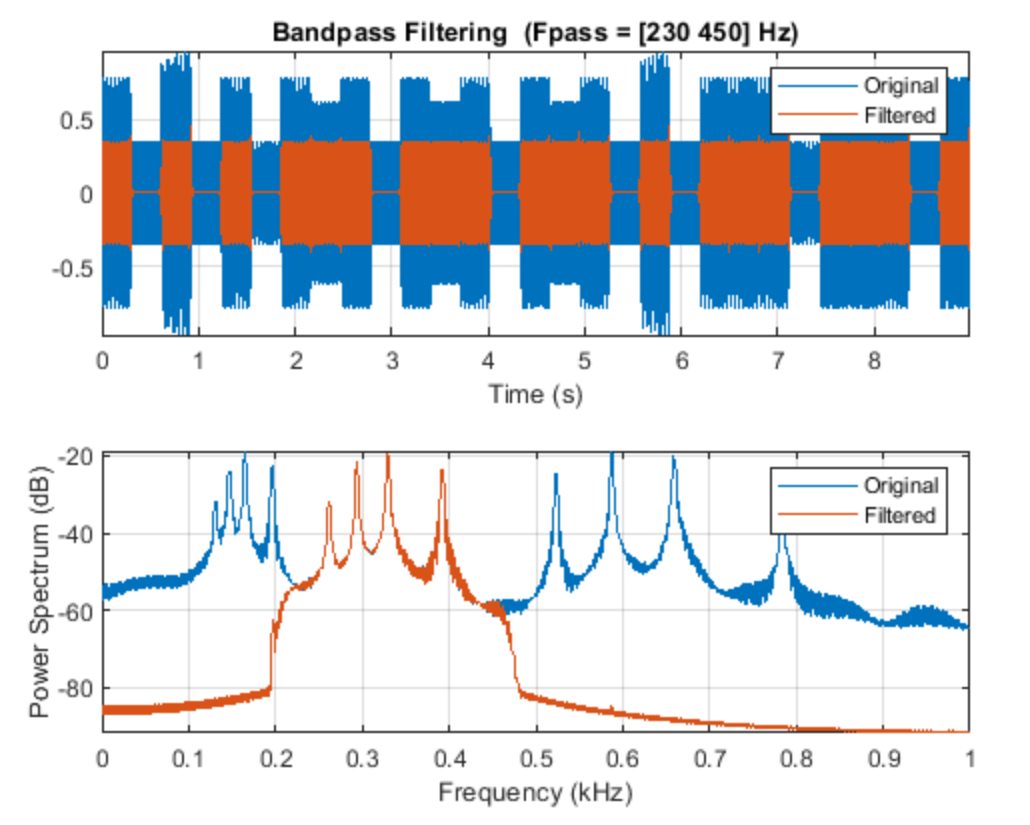 Bandpass Filtering (Fpass = [230 450] Hz)
Original
Filtered
0.5
0
-0.5
0 1 2 3 4 5 6 7 8
Time (s)
-20
-40
-60
-80
Power Spectrum (dB)
Original
Filtered
0 0.1 0.2 0.3 0.4 0.5 0.6 0.7 0.8 0.9 1
Frequency (kHz)